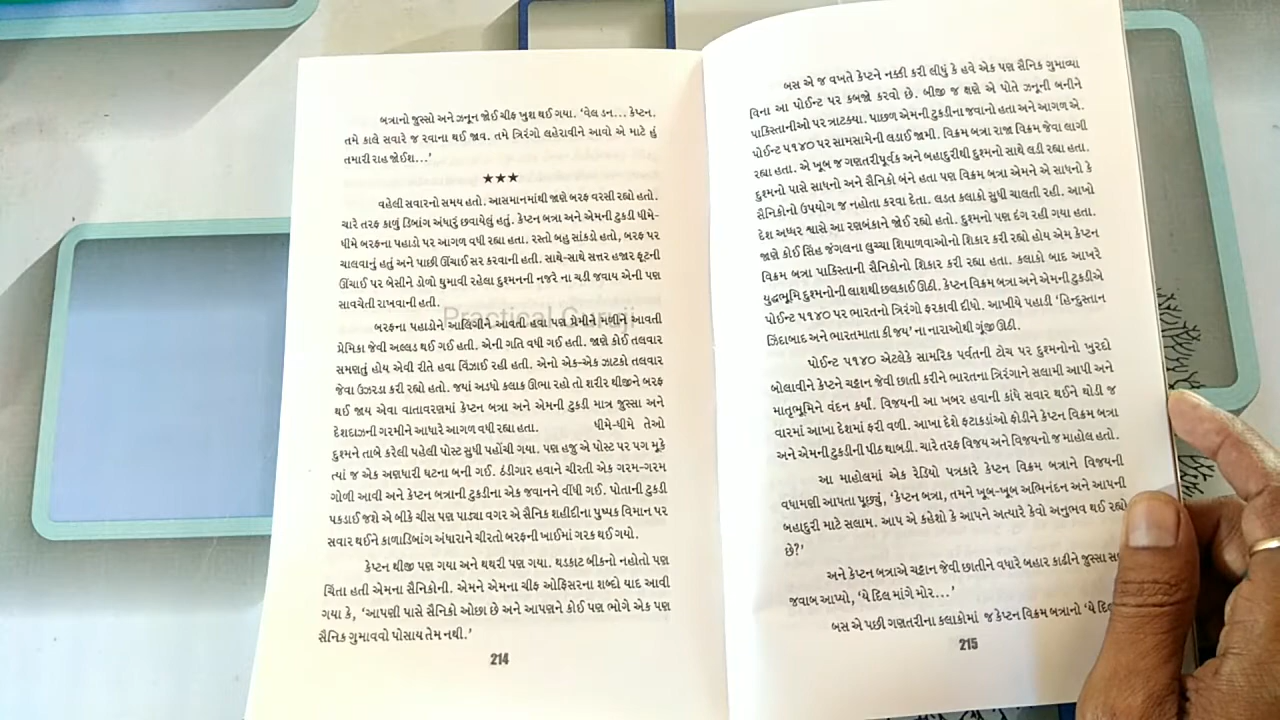 બત્રાનો જુસ્સો અને ઝનૂન જોઈ ચીફ ખુશ થઈ ગયા. ‘વેલ ડન... કેપ્ટન.
તમે કાલે સવારે જ રવાના થઈ જાવ. તમે ત્રિરંગો લહેરાવીને આવો એ માટે હું
તમારી રાહ જોઈશ...’
★★★
વહેલી સવારનો સમય હતો. આસમાનમાંથી જાણે બરફ વરસી રહ્યો હતો.
ચારે તરફ કાળું ડિબાંગ અંધારું છવાયેલું હતું. કેપ્ટન બત્રા અને એમની ટુકડી ધીમે-
ધીમે બરફના પહાડો પર આગળ વધી રહ્યા હતા. રસ્તો બહુ સાંકડો હતો, બરફ પર
ચાલવાનું હતું અને પાછી ઊંચાઈ સર કરવાની હતી. સાથે-સાથે સત્તર હજાર ફૂટની
ઊંચાઈ પર બેસીને ડોળો ઘુમાવી રહેલા દુશ્મનની નજરે ના ચડી જવાય એની પણ
સાવચેતી રાખવાની હતી.
Practical Guruji
બરફના પહાડોને આલિંગીને આવતી હવા પણ પ્રેમીને મળીને આવતી
પ્રેમિકા જેવી અલ્લડ થઈ ગઈ હતી. એની ગતિ વધી ગઈ હતી. જાણે કોઈ તલવાર
સમણતું હોય એવી રીતે હવા વિંઝાઈ રહી હતી. એનો એક-એક ઝાટકો તલવાર
જેવા ઉઝરડા કરી રહ્યો હતો. જ્યાં અડધો કલાક ઊભા રહો તો શરીર થીજીને બરફ
થઈ જાય એવા વાતાવરણમાં કેપ્ટન બત્રા અને એમની ટુકડી માત્ર જુસ્સા અને
દેશદાઝની ગરમીને આધારે આગળ વધી રહ્યા હતા. ધીમે-ધીમે તેઓ
દુશ્મને તાબે કરેલી પહેલી પોસ્ટ સુધી પહોંચી ગયા. પણ હજુ એ પોસ્ટ પર પગ મૂકે
ત્યાં જ એક અણધારી ઘટના બની ગઈ. ઠંડીગાર હવાને ચીરતી એક ગરમ-ગરમ
ગોળી આવી અને કેપ્ટન બત્રાની ટુકડીના એક જવાનને વીંધી ગઈ. પોતાની ટુકડી
પકડાઈ જશે એ બીકે ચીસ પણ પાડ્યા વગર એ સૈનિક શહીદીના પુષ્પક વિમાન પર
સવાર થઈને કાળાડિબાંગ અંધારાને ચીરતો બરફની ખાઈમાં ગરક થઈ ગયો.
કેપ્ટન થીજી પણ ગયા અને થથરી પણ ગયા. થડકાટ બીકનો નહોતો પણ
ચિંતા હતી એમના સૈનિકોની. એમને એમના ચીફ ઓફિસરના શબ્દો યાદ આવી
ગયા કે, ‘આપણી પાસે સૈનિકો ઓછા છે અને આપણને કોઈ પણ ભોગે એક પણ
સૈનિક ગુમાવવો પોસાય તેમ નથી.’
214
બસ એ જ વખતે કેપ્ટને નક્કી કરી લીધું કે હવે એક પણ સૈનિક ગુમાવ્યા
વિના આ પોઈન્ટ પર કબજો કરવો છે. બીજી જ ક્ષણે એ પોતે ઝનૂની બનીને
પાકિસ્તાનીઓ પર ત્રાટક્યા. પાછળ એમની ટુકડીના જવાનો હતા અને આગળ એ.
પોઈન્ટ ૫૧૪૦ પર સામસામેની લડાઈ જામી. વિક્રમ બત્રા રાજા વિક્રમ જેવા લાગી
રહ્યા હતા. એ ખૂબ જ ગણતરીપૂર્વક અને બહાદુરીથી દુશ્મનો સાથે લડી રહ્યા હતા.
દુશ્મનો પાસે સાધનો અને સૈનિકો બંને હતા પણ વિક્રમ બત્રા એમને એ સાધનો કે
સૈનિકોનો ઉપયોગ જ નહોતા કરવા દેતા. લડત કલાકો સુધી ચાલતી રહી. આખો
દેશ અધ્ધર શ્વાસે આ રણબંકાને જોઈ રહ્યો હતો. દુશ્મનો પણ દંગ રહી ગયા હતા.
જાણે કોઈ સિંહ જંગલના લુચ્ચા શિયાળવાઓનો શિકાર કરી રહ્યો હોય એમ કેપ્ટન
વિક્રમ બત્રા પાકિસ્તાની સૈનિકોનો શિકાર કરી રહ્યા હતા. કલાકો બાદ આખરે
યુદ્ધભૂમિ દુશ્મનોની લાશથી છલકાઈ ઊઠી. કેપ્ટન વિક્રમ બત્રા અને એમની ટુકડીએ
પોઈન્ટ ૫૧૪૦ પર ભારતનો ત્રિરંગો ફરકાવી દીધો. આખીયે પહાડી ‘હિન્દુસ્તાન
ઝિંદાબાદ અને ભારતમાતા કી જય’ ના નારાઓથી ગૂંજી ઊઠી.
પોઈન્ટ ૫૧૪૦ એટલેકે સામરિક પર્વતની ટોચ પર દુશ્મનોનો ખુરદો
બોલાવીને કેપ્ટને ચટ્ટાન જેવી છાતી કરીને ભારતના ત્રિરંગાને સલામી આપી અને
માતૃભૂમિને વંદન કર્યાં. વિજયની આ ખબર હવાની કાંધે સવાર થઈને થોડી જ
વારમાં આખા દેશમાં ફરી વળી. આખા દેશે ફટાકડાંઓ ફોડીને કેપ્ટન વિક્રમ બત્રા
અને એમની ટુકડીની પીઠ થાબડી. ચારે તરફ વિજય અને વિજયનો જ માહોલ હતો.
આ માહોલમાં એક રેડિયો પત્રકારે કેપ્ટન વિક્રમ બત્રાને વિજયની
વધામણી આપતા પૂછ્યું, ‘કેપ્ટન બત્રા, તમને ખૂબ-ખૂબ અભિનંદન અને આપની
બહાદુરી માટે સલામ. આપ એ કહેશો કે આપને અત્યારે કેવો અનુભવ થઈ રહ્યો
છે?’
અને કેપ્ટન બત્રાએ ચટ્ટાન જેવી છાતીને વધારે બહાર કાઢીને જુસ્સા
જવાબ આપ્યો, ‘યે દિલ માંગે મોર...’
બસ એ પછી ગણતરીના કલાકોમાં જ કેપ્ટન વિક્રમ બત્રાનો ‘યે
215